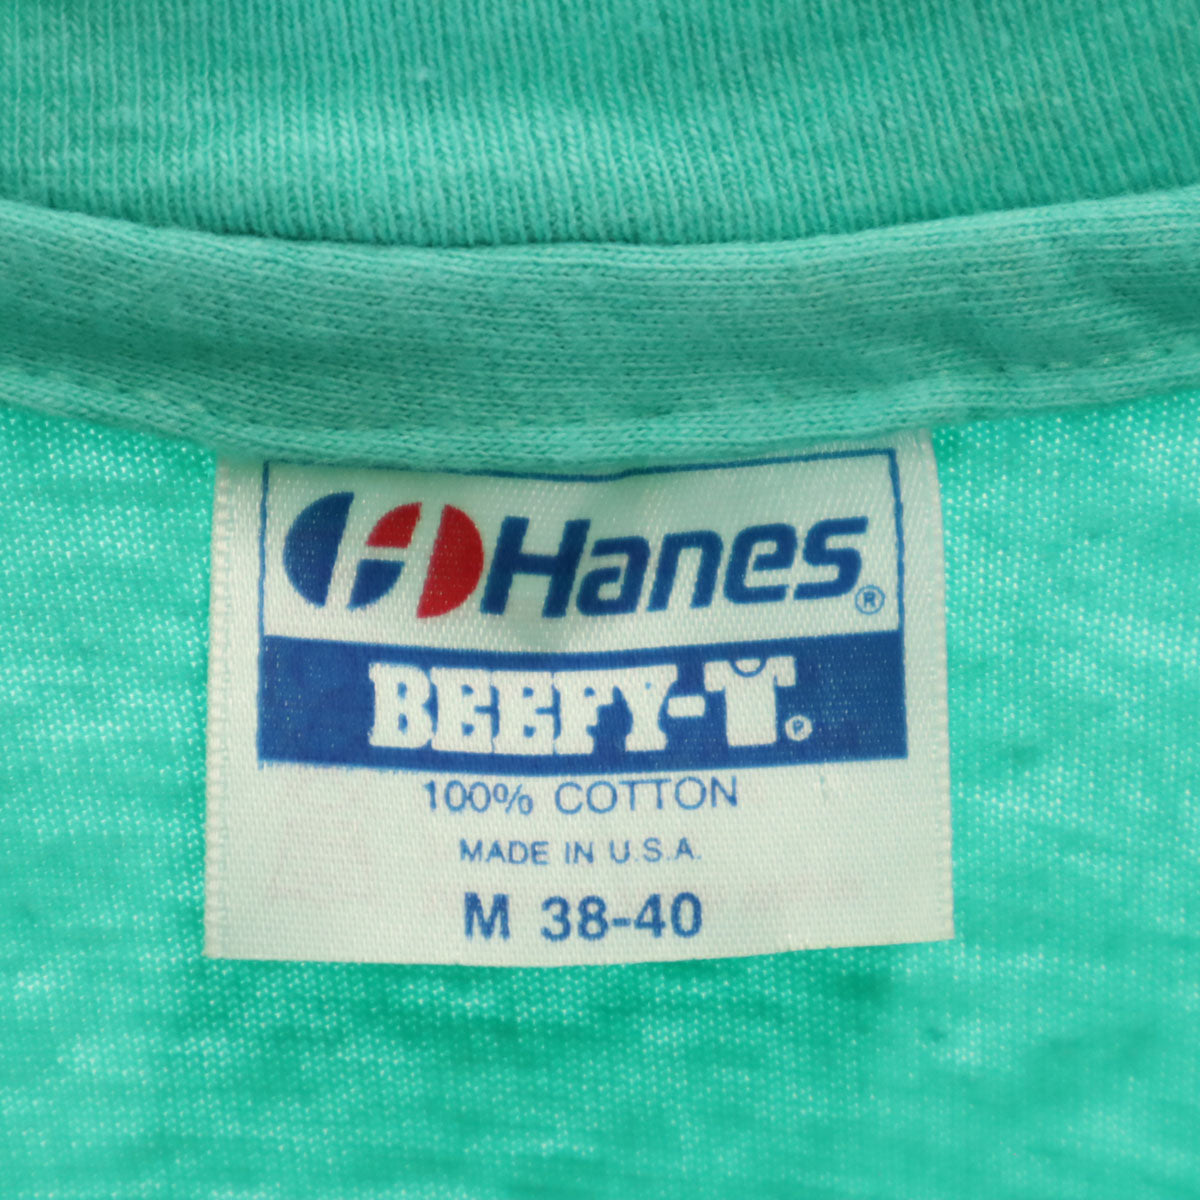 Hanes®
BEEFY-T®
100% COTTON
MADE IN U.S.A.
M 38-40